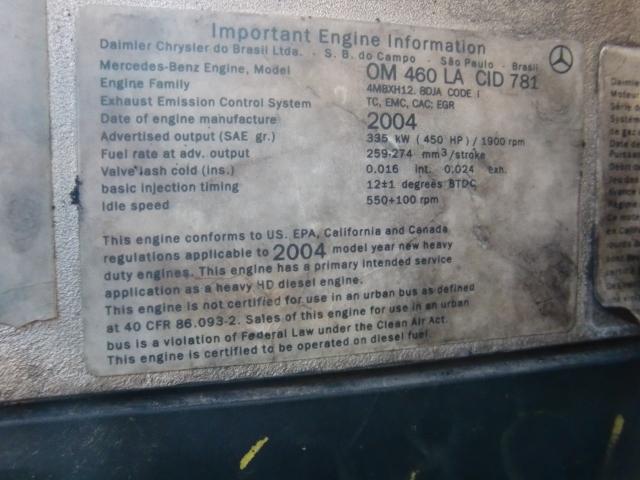 Important Engine Information
Daimler Chrysler do Brasil Ltda. - S. B. do Campo - São Paulo - Brasil
Mercedes-Benz Engine, Model OM 460 LA CID 781
Engine Family 4MBXH12.8DJA CODE i
Exhaust Emission Control System TC, EMC, CAC; EGR
Date of engine manufacture 2004
Advertised output (SAE gr.) 335 kW (450 HP) / 1900 rpm
Fuel rate at adv. output 259-274 mm³/stroke
Valve lash cold (ins.) 0.016 int. 0.024 exh.
basic injection timing 12±1 degrees BTDC
Idle speed 550+100 rpm
This engine conforms to US. EPA, California and Canada
regulations applicable to 2004 model year new heavy
duty engines. This engine has a primary intended service
application as a heavy HD diesel engine.
This engine is not certified for use in an urban bus as defined
at 40 CFR 86.093-2. Sales of this engine for use in an urban
bus is a violation of Federal Law under the Clean Air Act.
This engine is certified to be operated on diesel fuel.
Daimle
Moteur